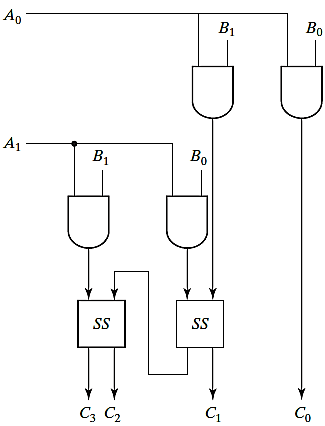 A₀
B₁ B₀
A₁
B₁ B₀
SS SS
C₃ C₂ C₁ C₀